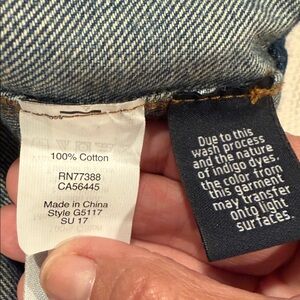 100% Cotton
RN77388
CA56445
Made in China
Style G5117
SU 17
Due to this
wash process
and the nature
of indigo dyes,
the color from
this garment
may transfer
onto light
surfaces.